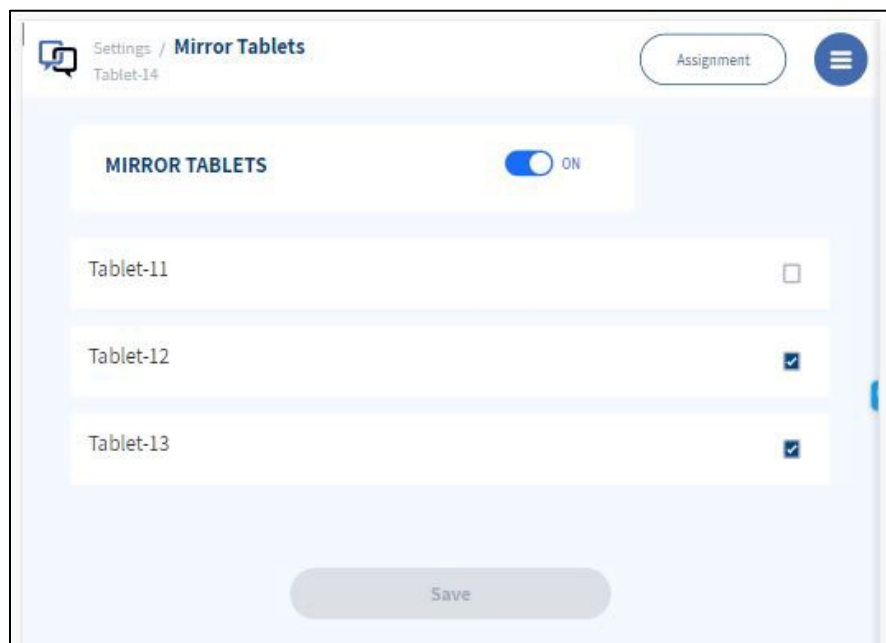 Settings / Mirror Tablets
Tablet-14
Assignment
MIRROR TABLETS
ON
Tablet-11
Tablet-12
Tablet-13
Save